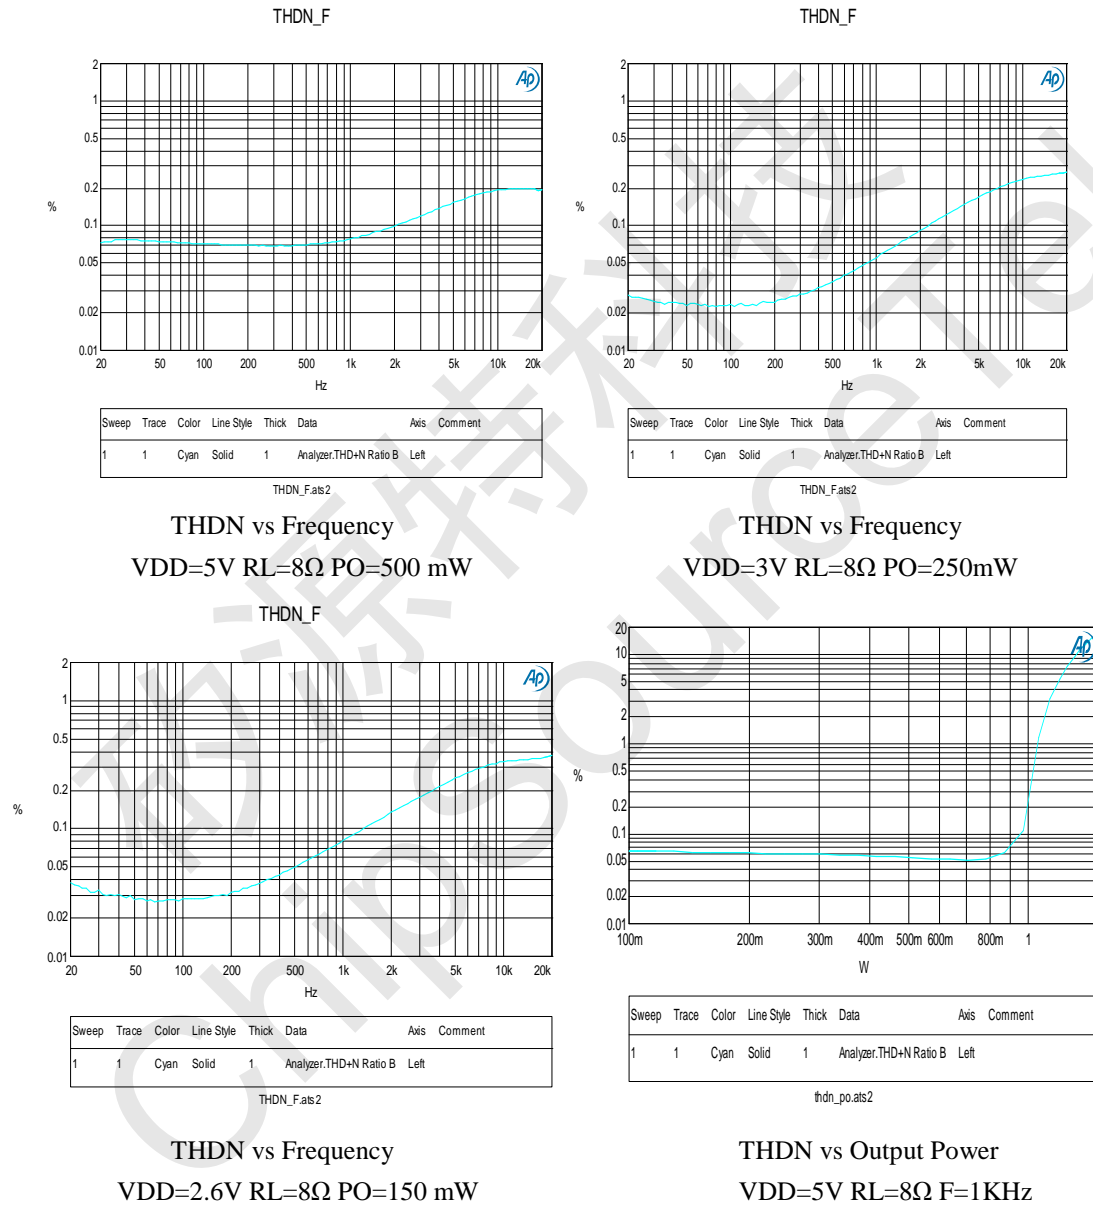 THDN_F
2
1
0.5
0.2
%
0.1
0.05
0.02
0.01
20 50 100 200 500 1k 2k 5k 10k 20k
Hz
Ap
Sweep Trace Color Line Style Thick Data Axis Comment
1 1 Cyan Solid 1 Analyzer.THD+N Ratio B Left
THDN_F.ats2
THDN vs Frequency
VDD=5V RL=8Ω PO=500 mW
THDN_F
2
1
0.5
0.2
%
0.1
0.05
0.02
0.01
20 50 100 200 500 1k 2k 5k 10k 20k
Hz
Ap
Sweep Trace Color Line Style Thick Data Axis Comment
1 1 Cyan Solid 1 Analyzer.THD+N Ratio B Left
THDN_F.ats2
THDN vs Frequency
VDD=3V RL=8Ω PO=250mW
THDN_F
2
1
0.5
0.2
%
0.1
0.05
0.02
0.01
20 50 100 200 500 1k 2k 5k 10k 20k
Hz
Ap
Sweep Trace Color Line Style Thick Data Axis Comment
1 1 Cyan Solid 1 Analyzer.THD+N Ratio B Left
THDN_F.ats2
THDN vs Frequency
VDD=2.6V RL=8Ω PO=150 mW
20
10
5
2
1
%
0.5
0.2
0.1
0.05
0.02
0.01
100m 200m 300m 400m 500m 600m 800m 1
W
Ap
Sweep Trace Color Line Style Thick Data Axis Comment
1 1 Cyan Solid 1 Analyzer.THD+N Ratio B Left
thdn_po.ats2
THDN vs Output Power
VDD=5V RL=8Ω F=1KHz
矽源特科技
ChipSource Te